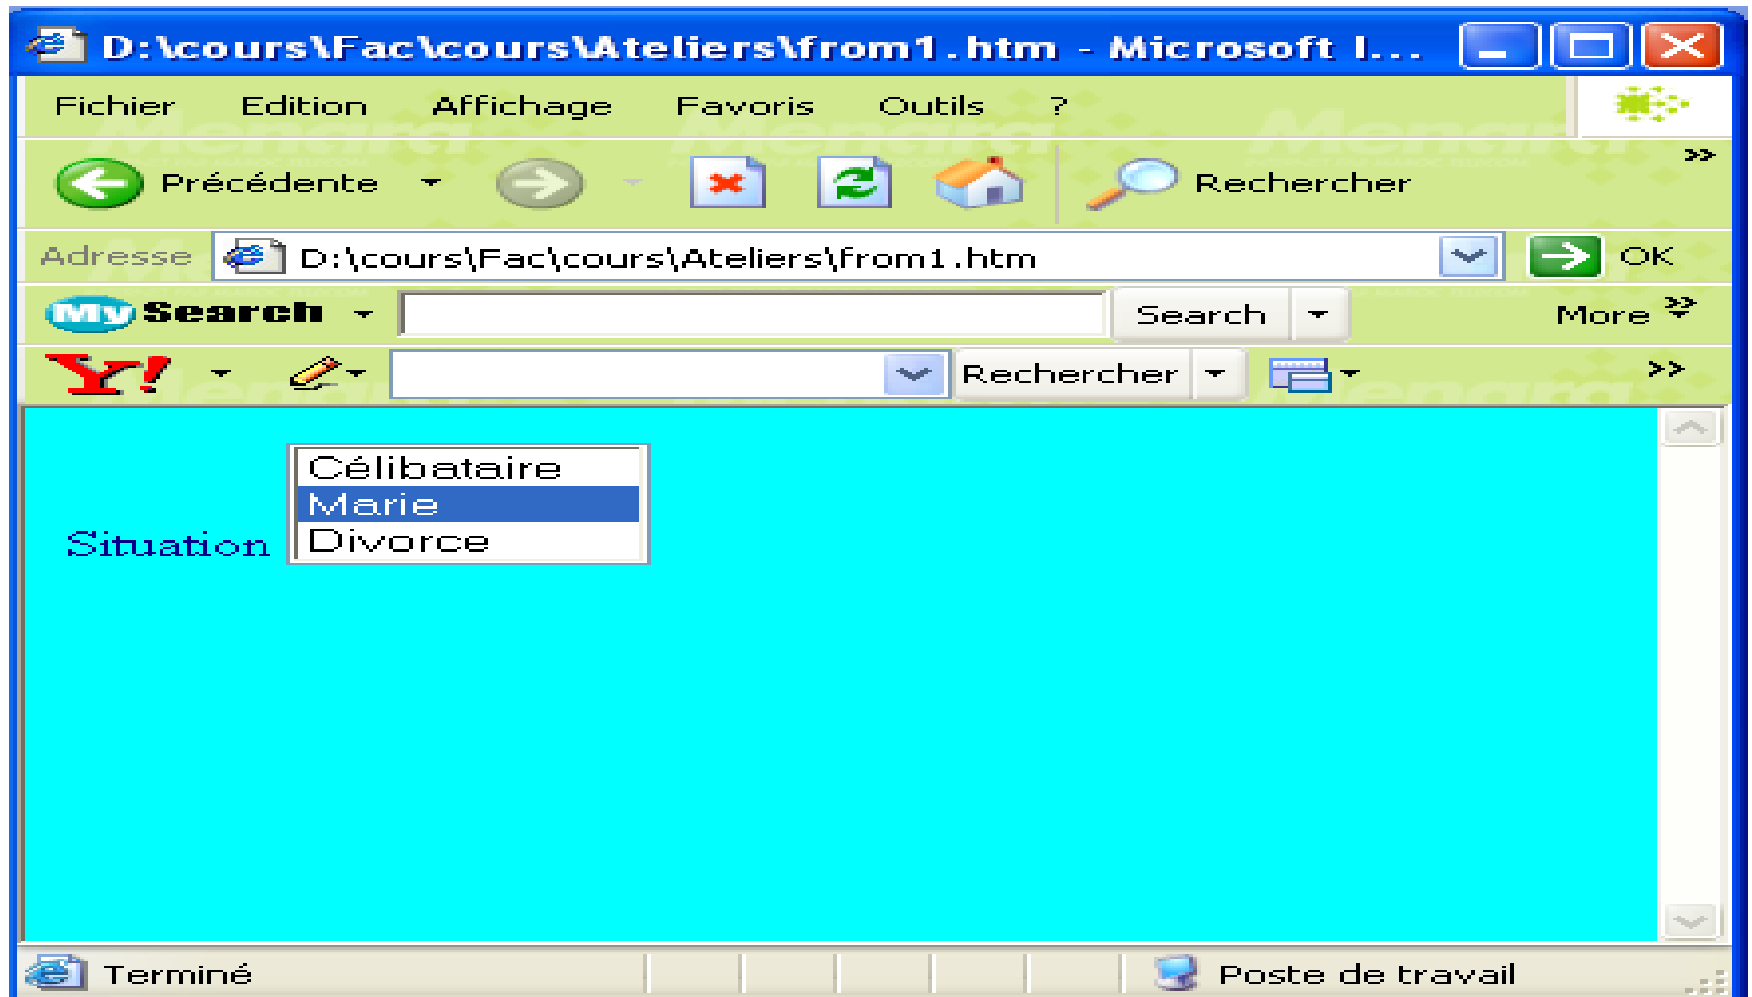 D:\cours\Fac\cours\Ateliers\from1.htm - Microsoft I...
Fichier Edition Affichage Favoris Outils ?
Précédente Rechercher
Adresse D:\cours\Fac\cours\Ateliers\from1.htm OK
My Search Search More
Y! Rechercher
Célibataire
Marie
Situation Divorce
Terminé Poste de travail